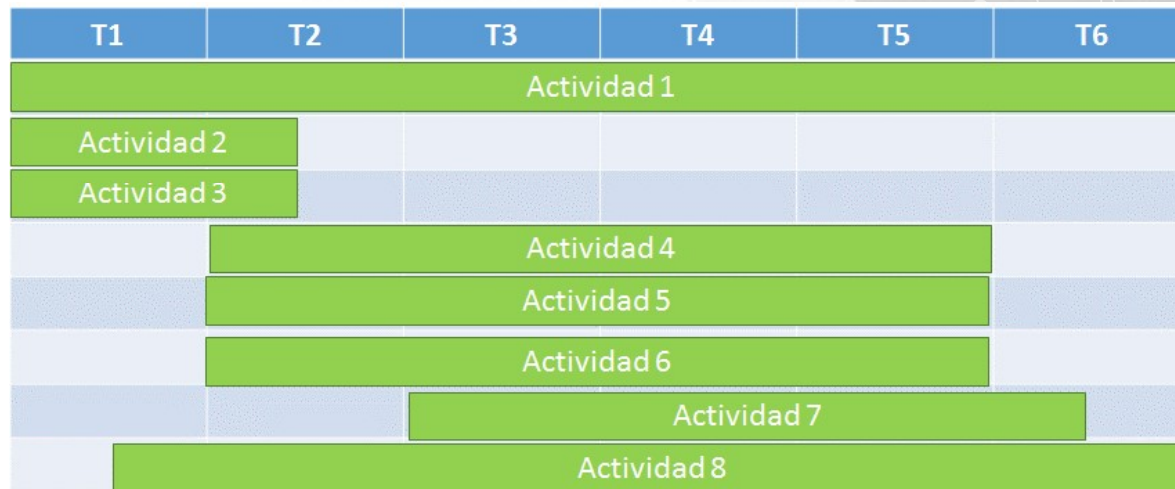 T1 T2 T3 T4 T5 T6
Actividad 1
Actividad 2
Actividad 3
Actividad 4
Actividad 5
Actividad 6
Actividad 7
Actividad 8